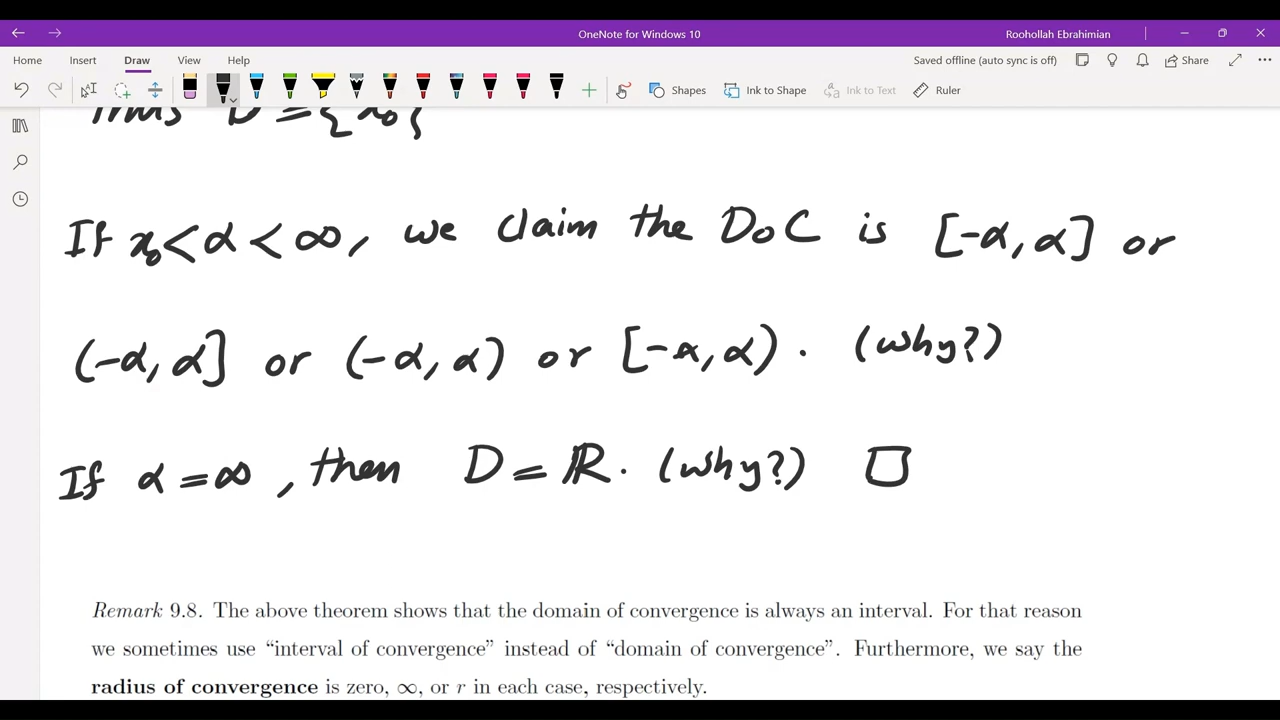 OneNote for Windows 10
Roohollah Ebrahimian
Home Insert Draw View Help
Saved offline (auto sync is off) Share
Shapes Ink to Shape Ink to Text Ruler
Thus D = {x₀}
If x₀ < α < ∞, we claim the DoC is [-α, α] or
(-α, α] or (-α, α) or [-α, α). (why?)
If α = ∞, then D = ℝ. (why?) □
Remark 9.8. The above theorem shows that the domain of convergence is always an interval. For that reason
we sometimes use “interval of convergence” instead of “domain of convergence”. Furthermore, we say the
radius of convergence is zero, ∞, or r in each case, respectively.